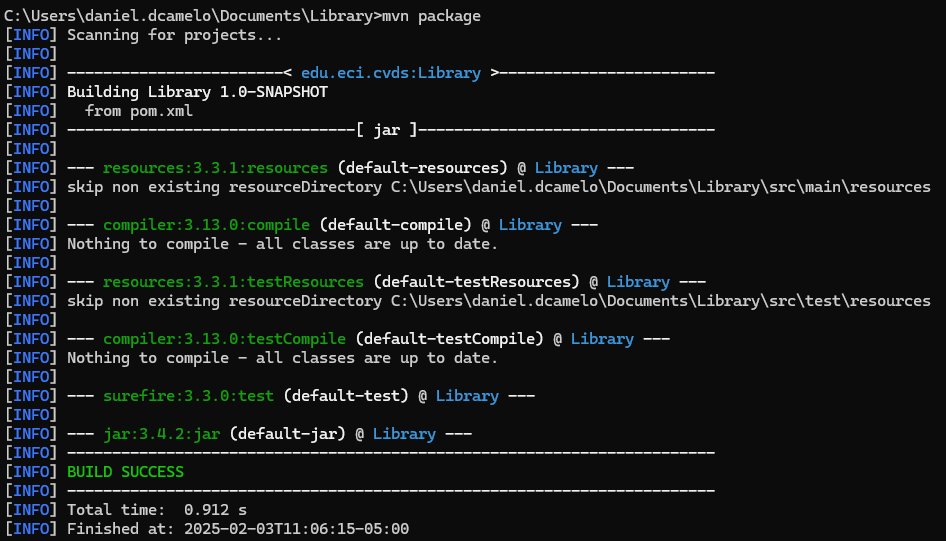 C:\Users\daniel.dcamelo\Documents\Library>mvn package
[INFO] Scanning for projects...
[INFO]
[INFO] ------------------------< edu.eci.cvds:Library >------------------------
[INFO] Building Library 1.0-SNAPSHOT
[INFO]   from pom.xml
[INFO] --------------------------------[ jar ]---------------------------------
[INFO]
[INFO] --- resources:3.3.1:resources (default-resources) @ Library ---
[INFO] skip non existing resourceDirectory C:\Users\daniel.dcamelo\Documents\Library\src\main\resources
[INFO]
[INFO] --- compiler:3.13.0:compile (default-compile) @ Library ---
[INFO] Nothing to compile - all classes are up to date.
[INFO]
[INFO] --- resources:3.3.1:testResources (default-testResources) @ Library ---
[INFO] skip non existing resourceDirectory C:\Users\daniel.dcamelo\Documents\Library\src\test\resources
[INFO]
[INFO] --- compiler:3.13.0:testCompile (default-testCompile) @ Library ---
[INFO] Nothing to compile - all classes are up to date.
[INFO]
[INFO] --- surefire:3.3.0:test (default-test) @ Library ---
[INFO]
[INFO] --- jar:3.4.2:jar (default-jar) @ Library ---
[INFO] ------------------------------------------------------------------------
[INFO] BUILD SUCCESS
[INFO] ------------------------------------------------------------------------
[INFO] Total time:  0.912 s
[INFO] Finished at: 2025-02-03T11:06:15-05:00